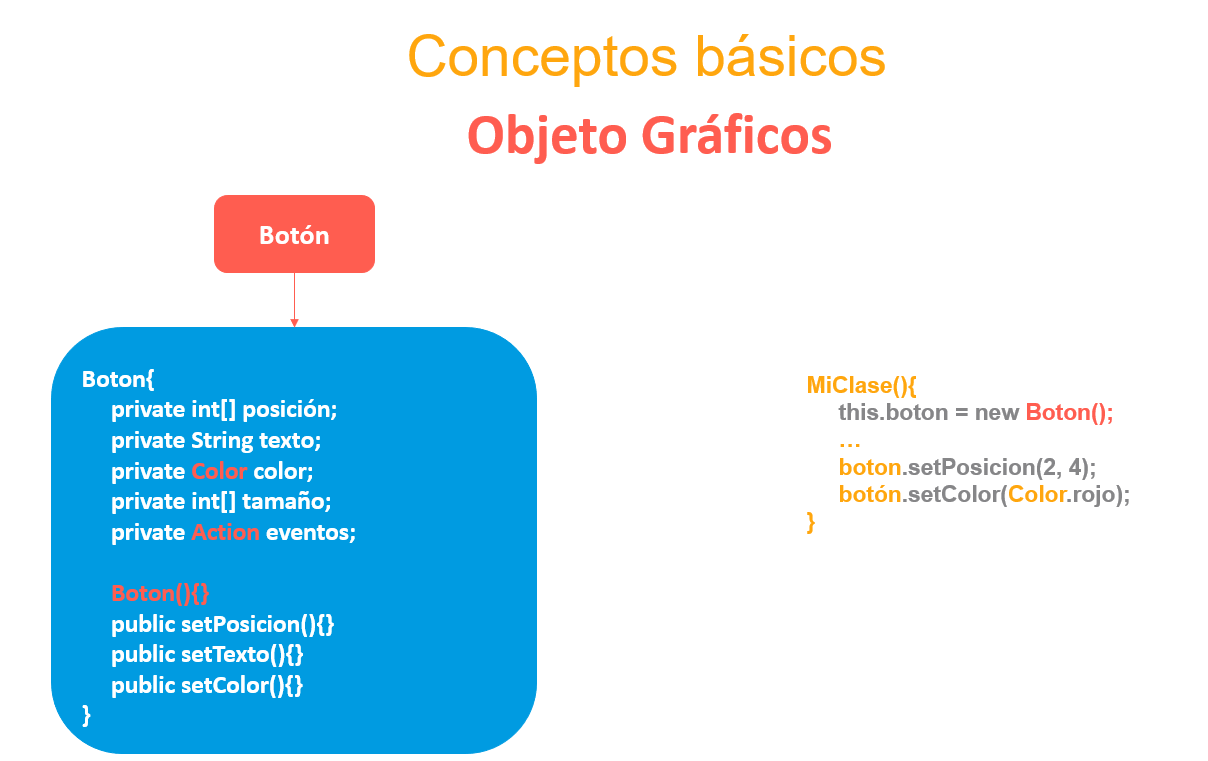 Conceptos básicos
Objeto Gráficos
Botón
Boton{
private int[] posición;
private String texto;
private Color color;
private int[] tamaño;
private Action eventos;
Boton(){}
public setPosicion(){}
public setTexto(){}
public setColor(){}
}
MiClase(){
this.boton = new Boton();
…
boton.setPosicion(2, 4);
botón.setColor(Color.rojo);
}